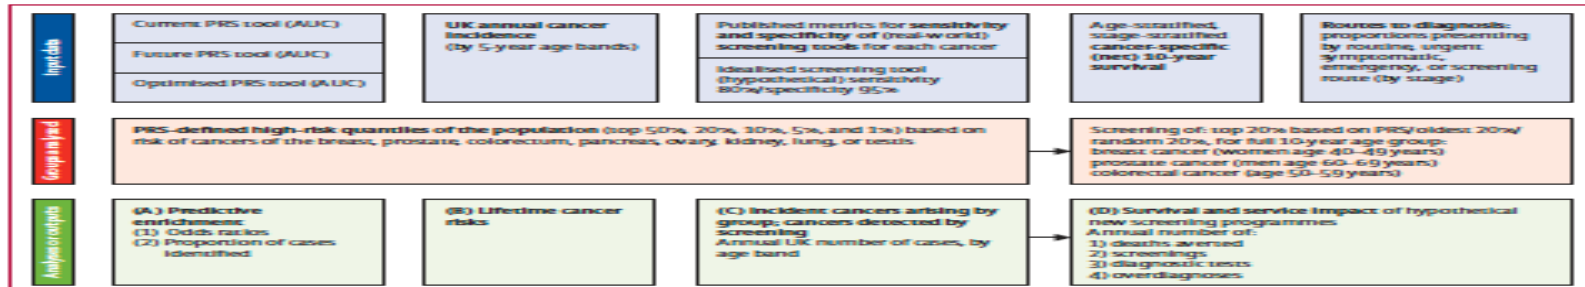 Input data
Current PRS tool (AUC)
Future PRS tool (AUC)
Optimised PRS tool (AUC)
UK annual cancer
incidence
(by 5-year age bands)
Published metrics for sensitivity
and specificity of (real-world)
screening tools for each cancer
Idealised screening tool
(hypothetical) sensitivity
80%/specificity 95%
Age-stratified,
stage-stratified
cancer-specific
(net) 10-year
survival
Routes to diagnosis:
proportions presenting
by routine, urgent
symptomatic,
emergency, or screening
route (by stage)
Group analysed
PRS-defined high-risk quantiles of the population (top 50%, 20%, 10%, 5%, and 1%) based on
risk of cancers of the breast, prostate, colorectum, pancreas, ovary, kidney, lung, or testis
Screening of: top 20% based on PRS/oldest 20%/
random 20%, for full 10-year age group:
breast cancer (women age 40–49 years)
prostate cancer (men age 60–69 years)
colorectal cancer (age 50–59 years)
Analyses or outputs
(A) Predictive
enrichment
(1) Odds ratios
(2) Proportion of cases
identified
(B) Lifetime cancer
risks
(C) Incident cancers arising by
group; cancers detected by
screening
Annual UK number of cases, by
age band
(D) Survival and service impact of hypothetical
new screening programmes
Annual number of:
1) deaths averted
2) screenings
3) diagnostic tests
4) overdiagnoses